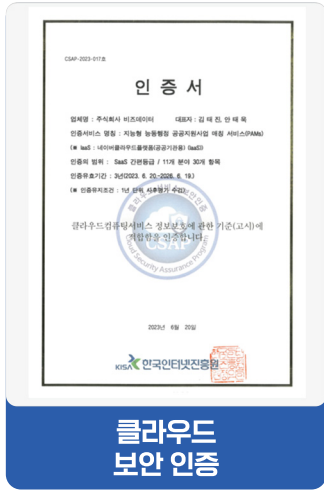 CSAP-2023-017호
인 증 서
업체명 : 주식회사 비즈데이터 대표자 : 김태진, 안태욱
인증서비스 명칭 : 지능형 능동행정 공공지원사업 매칭 서비스(PAMs)
(※ IaaS : 네이버클라우드플랫폼(공공기관용) (IaaS))
인증의 범위 : SaaS 간편등급 / 11개 분야 30개 항목
인증유효기간 : 3년(2023. 6. 20.~2026. 6. 19.)
(※ 인증유지조건 : 1년 단위 사후평가 수감)
클라우드컴퓨팅서비스 정보보호에 관한 기준(고시)에
적합함을 인증합니다.
CSAP
Cloud Security Assurance Program
2023년 6월 20일
KISA 한국인터넷진흥원
클라우드
보안 인증